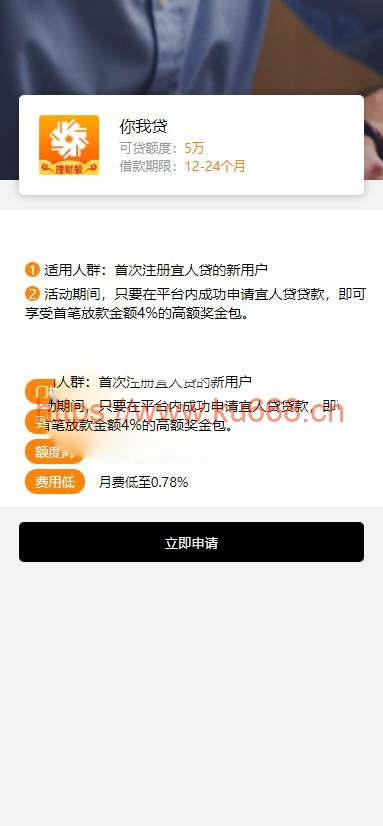 你我贷
可贷额度：5万
借款期限：12-24个月
理财版
1 适用人群：首次注册宜人贷的新用户
2 活动期间，只要在平台内成功申请宜人贷贷款，即可
享受首笔放款金额4%的高额奖金包。
门
人群：首次注册宜人贷的新用户
动期间，只要在平台内成功申请宜人贷贷款，即
https://www.ku668.cn
笔放款金额4%的高额奖金包。
额度
费用低 月费低至0.78%
立即申请